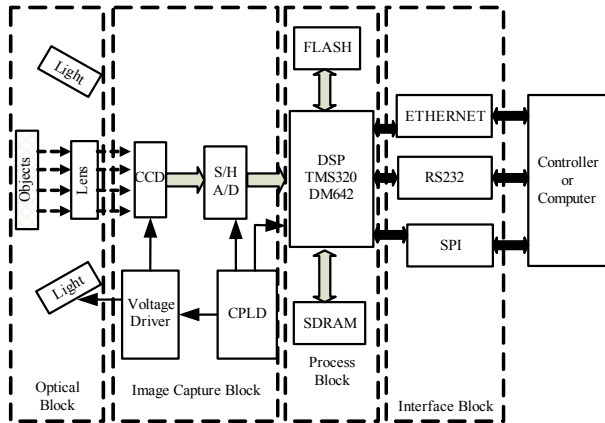 Light
Objects
Lens
CCD
S/H
A/D
Light
Voltage
Driver
CPLD
FLASH
DSP
TMS320
DM642
SDRAM
ETHERNET
RS232
SPI
Controller
or
Computer
Optical
Block
Image Capture Block
Process
Block
Interface Block